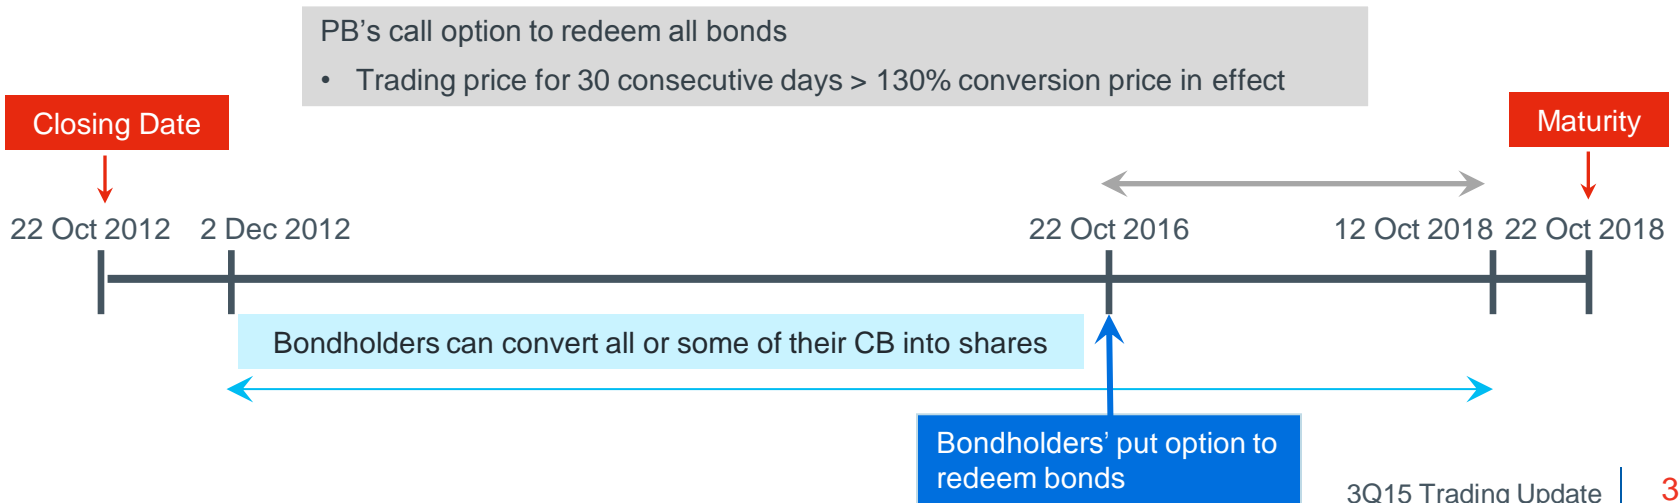 PB’s call option to redeem all bonds
• Trading price for 30 consecutive days > 130% conversion price in effect
Closing Date
Maturity
22 Oct 2012
2 Dec 2012
22 Oct 2016
12 Oct 2018
22 Oct 2018
Bondholders can convert all or some of their CB into shares
Bondholders’ put option to
redeem bonds
3Q15 Trading Update